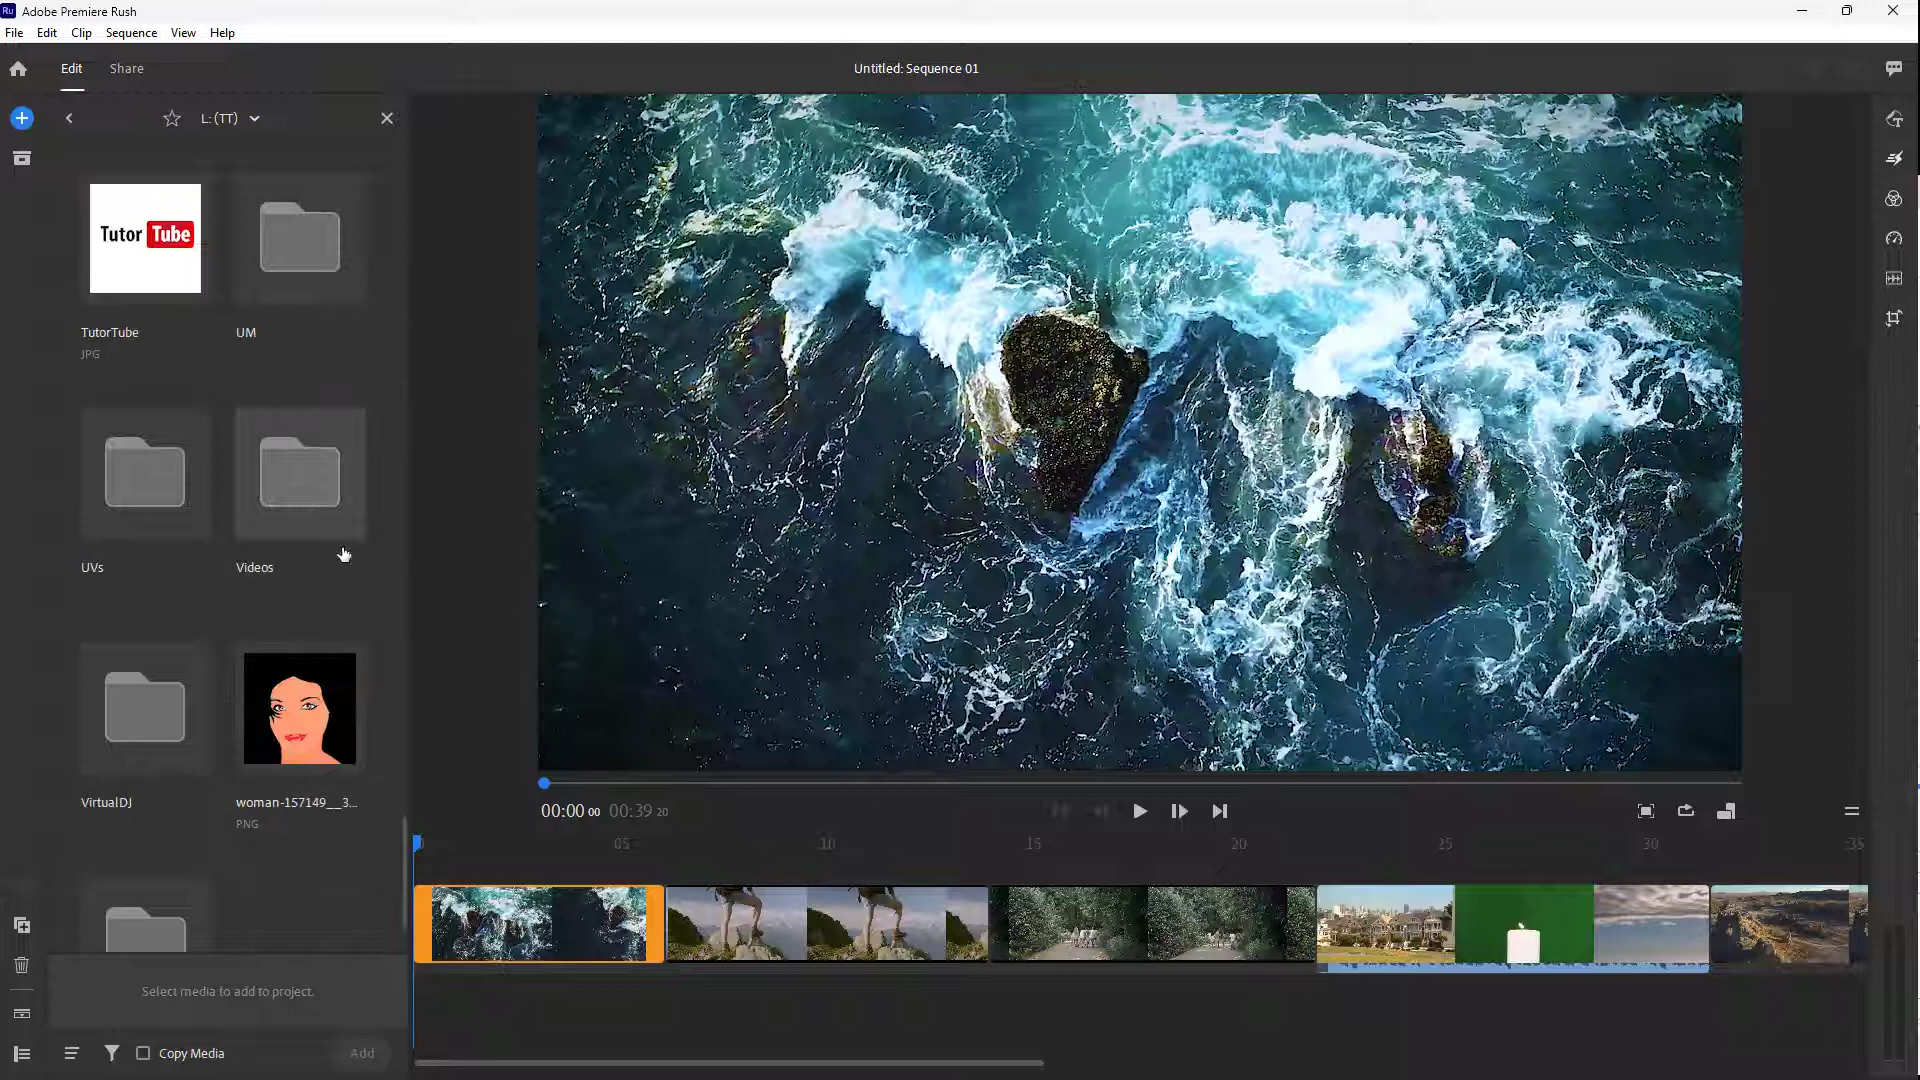 Ru Adobe Premiere Rush
File Edit Clip Sequence View Help
Edit Share Untitled: Sequence 01
L: (TT)
Tutor Tube
TutorTube UM
JPG
UVs Videos
VirtualDJ woman-157149__3...
PNG
00:00 00 00:39 20
05 10 15 20 25 30 35
Select media to add to project.
Copy Media Add